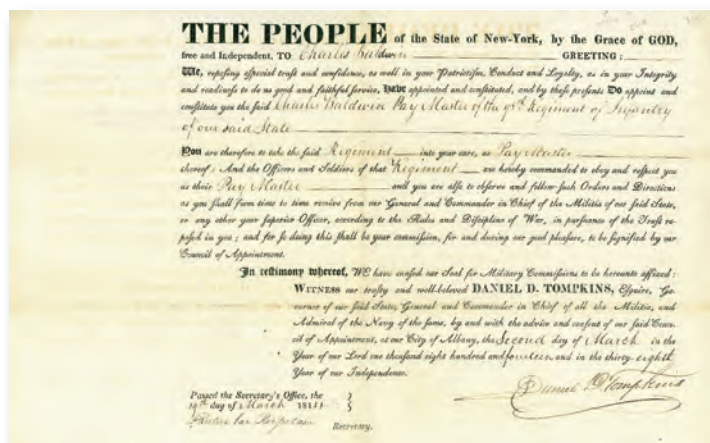 THE PEOPLE of the State of New-York, by the Grace of GOD,
free and Independent, TO Charles Baldwin GREETING:
We, reposing especial trust and confidence, as well in your Patriotism, Conduct and Loyalty, as in your Integrity
and readiness to do us good and faithful service, Have appointed and constituted, and by these presents Do appoint and
constitute you the said Charles Baldwin Pay Master of the Regiment of Infantry
of our said State
You are therefore to take the said Regiment into your care, as Pay Master
thereof; And the Officers and Soldiers of that Regiment are hereby commanded to obey and respect you
as their Pay Master and you are also to observe and follow such Orders and Directions
as you shall from time to time receive from our General and Commander in Chief of the Militia of our said State,
or any other your superior Officer, according to the Rules and Discipline of War, in pursuance of the Trust re-
posed in you; and for so doing this shall be your commission, for and during our good pleasure, to be signified by our
Council of Appointment.
In testimony whereof, WE have caused our Seal for Military Commissions to be hereunto affixed:
WITNESS our trusty and well-beloved DANIEL D. TOMPKINS, Esquire, Go-
vernor of our said State, General and Commander in Chief of all the Militia, and
Admiral of the Navy of the same, by and with the advice and consent of our said Coun-
cil of Appointment, at our City of Albany, the Second day of March in the
Year of our Lord one thousand eight hundred and fourteen and in the thirty-eighth
Year of our Independence.
Daniel D Tompkins
Passed the Secretary's Office, the
day of March
Secretary.